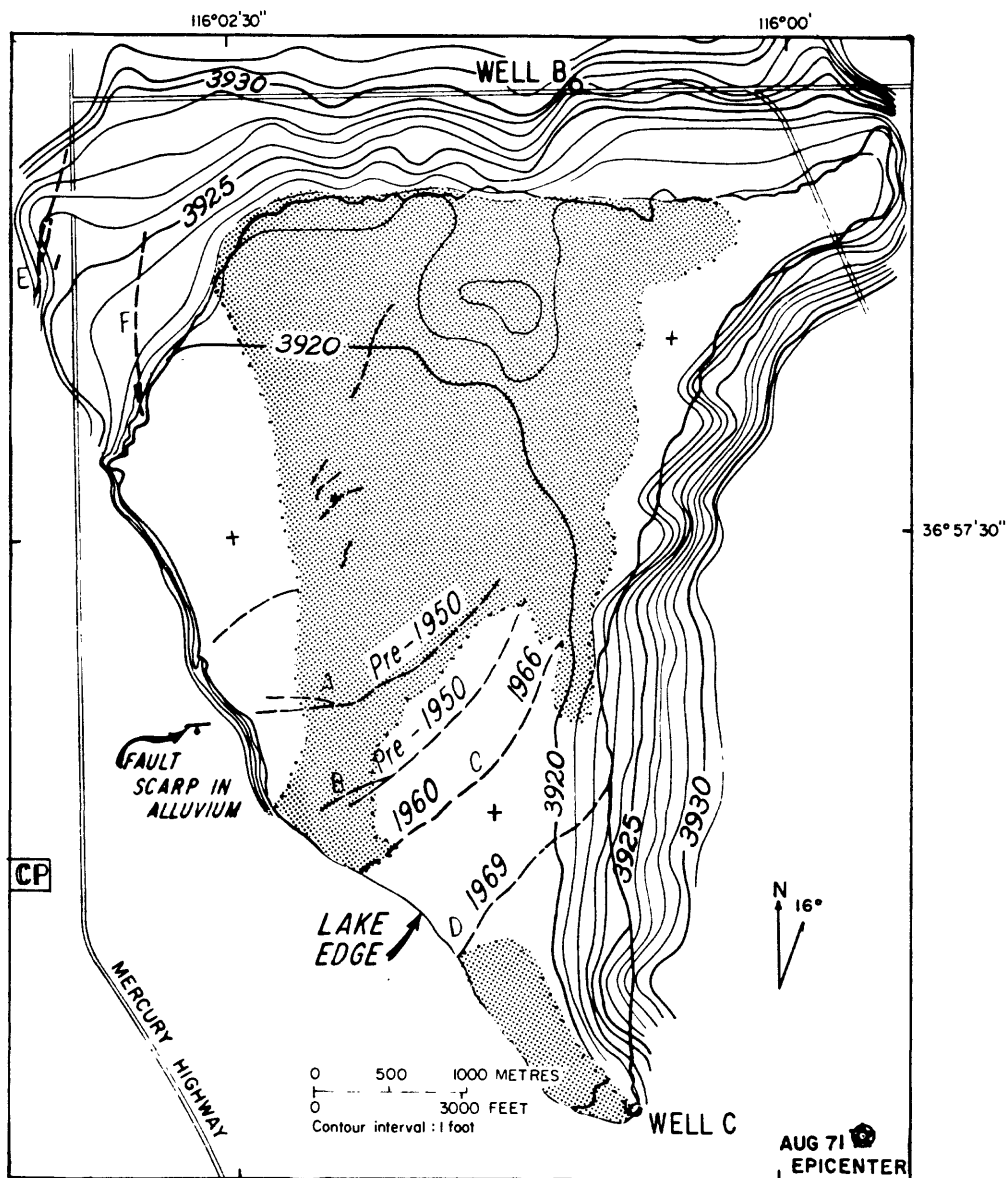 116°02'30"
116°00'
WELL B
3930
3925
E
F
3920
36°57'30"
Pre-1950
A
1966
Pre-1950
FAULT
SCARP IN
ALLUVIUM
B
C
1960
3920
3925
3930
CP
1969
D
LAKE
EDGE
N
16°
MERCURY HIGHWAY
0 500 1000 METRES
0 3000 FEET
Contour interval : 1 foot
WELL C
AUG 71
EPICENTER